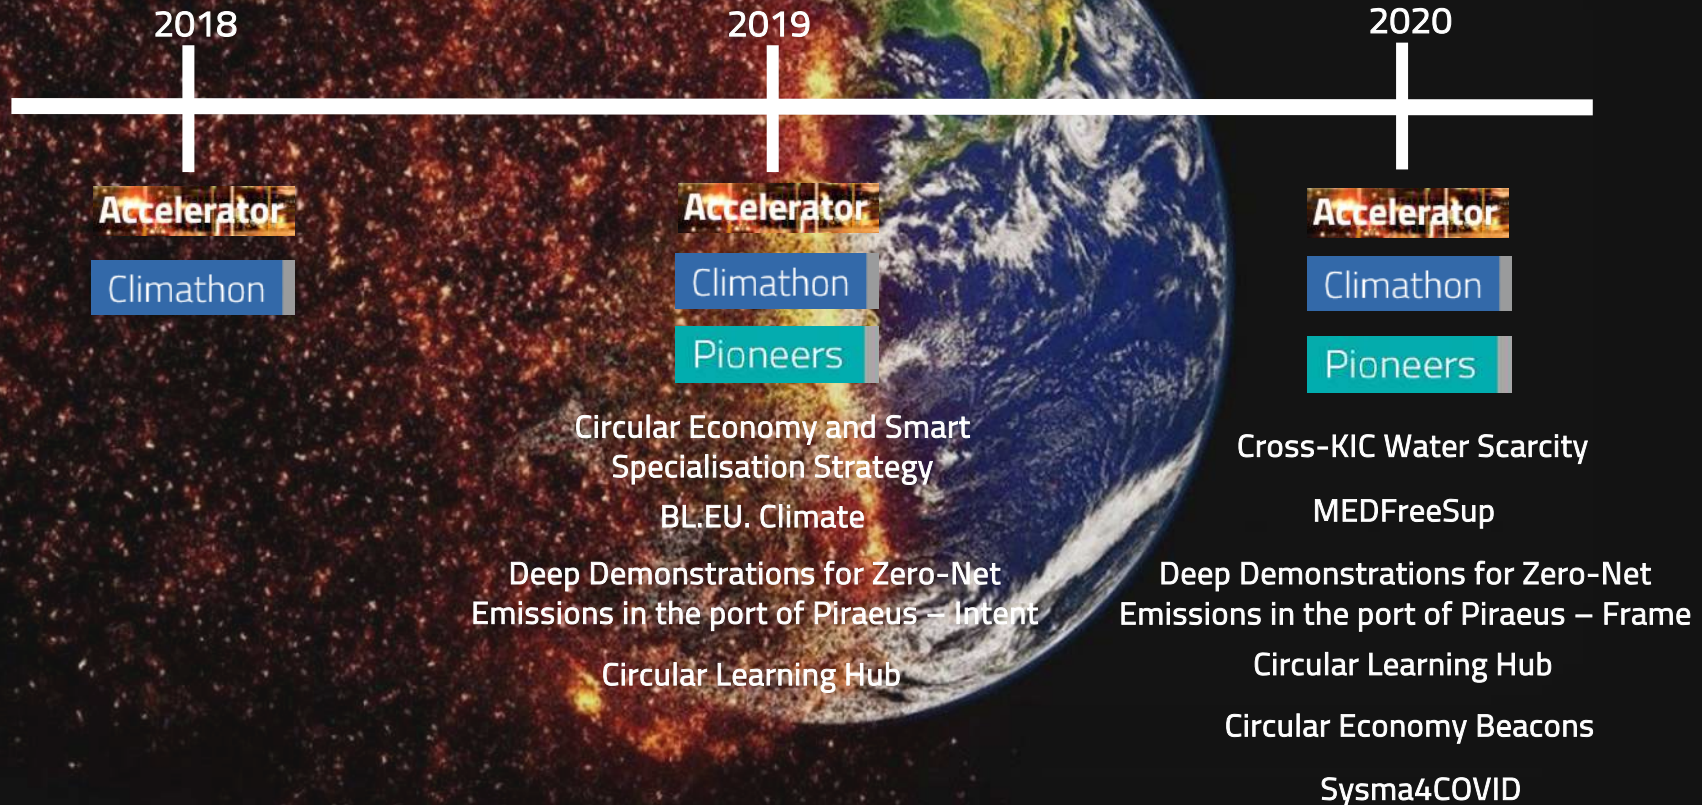 2018
2019
2020
Accelerator
Climathon
Accelerator
Climathon
Pioneers
Circular Economy and Smart
Specialisation Strategy
BL.EU. Climate
Deep Demonstrations for Zero-Net
Emissions in the port of Piraeus – Intent
Circular Learning Hub
Accelerator
Climathon
Pioneers
Cross-KIC Water Scarcity
MEDFreeSup
Deep Demonstrations for Zero-Net
Emissions in the port of Piraeus – Frame
Circular Learning Hub
Circular Economy Beacons
Sysma4COVID